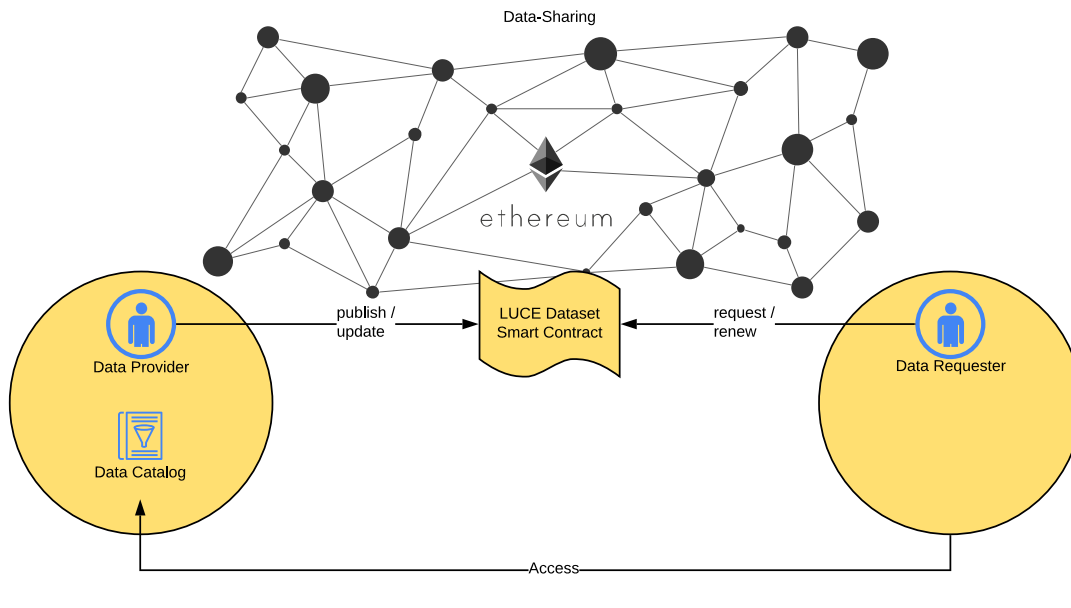 Data-Sharing
ethereum
publish /
update
LUCE Dataset
Smart Contract
request /
renew
Data Provider
Data Requester
Data Catalog
Access